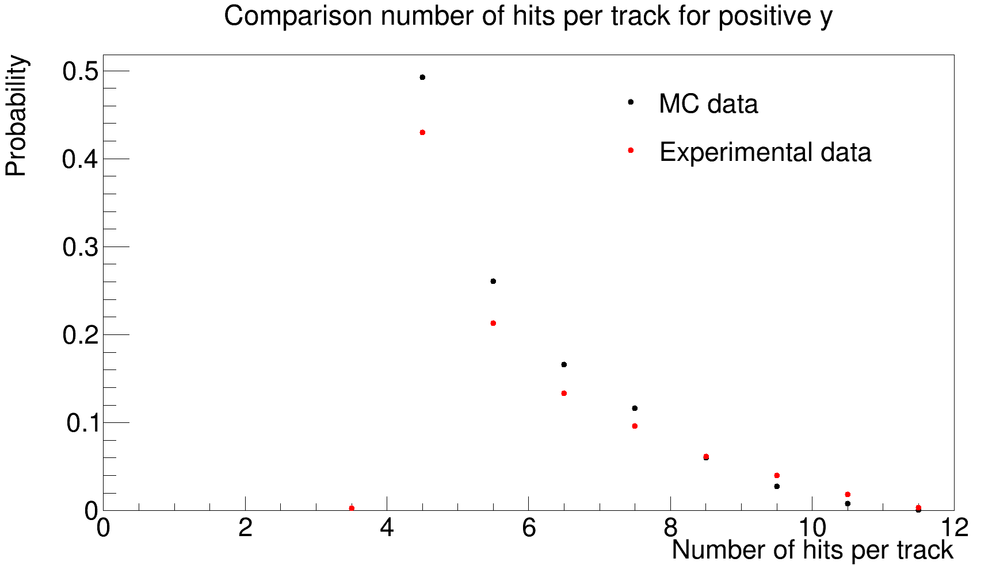 Comparison number of hits per track for positive y
Probability
0.5
0.4
0.3
0.2
0.1
0
MC data
Experimental data
0 2 4 6 8 10 12
Number of hits per track